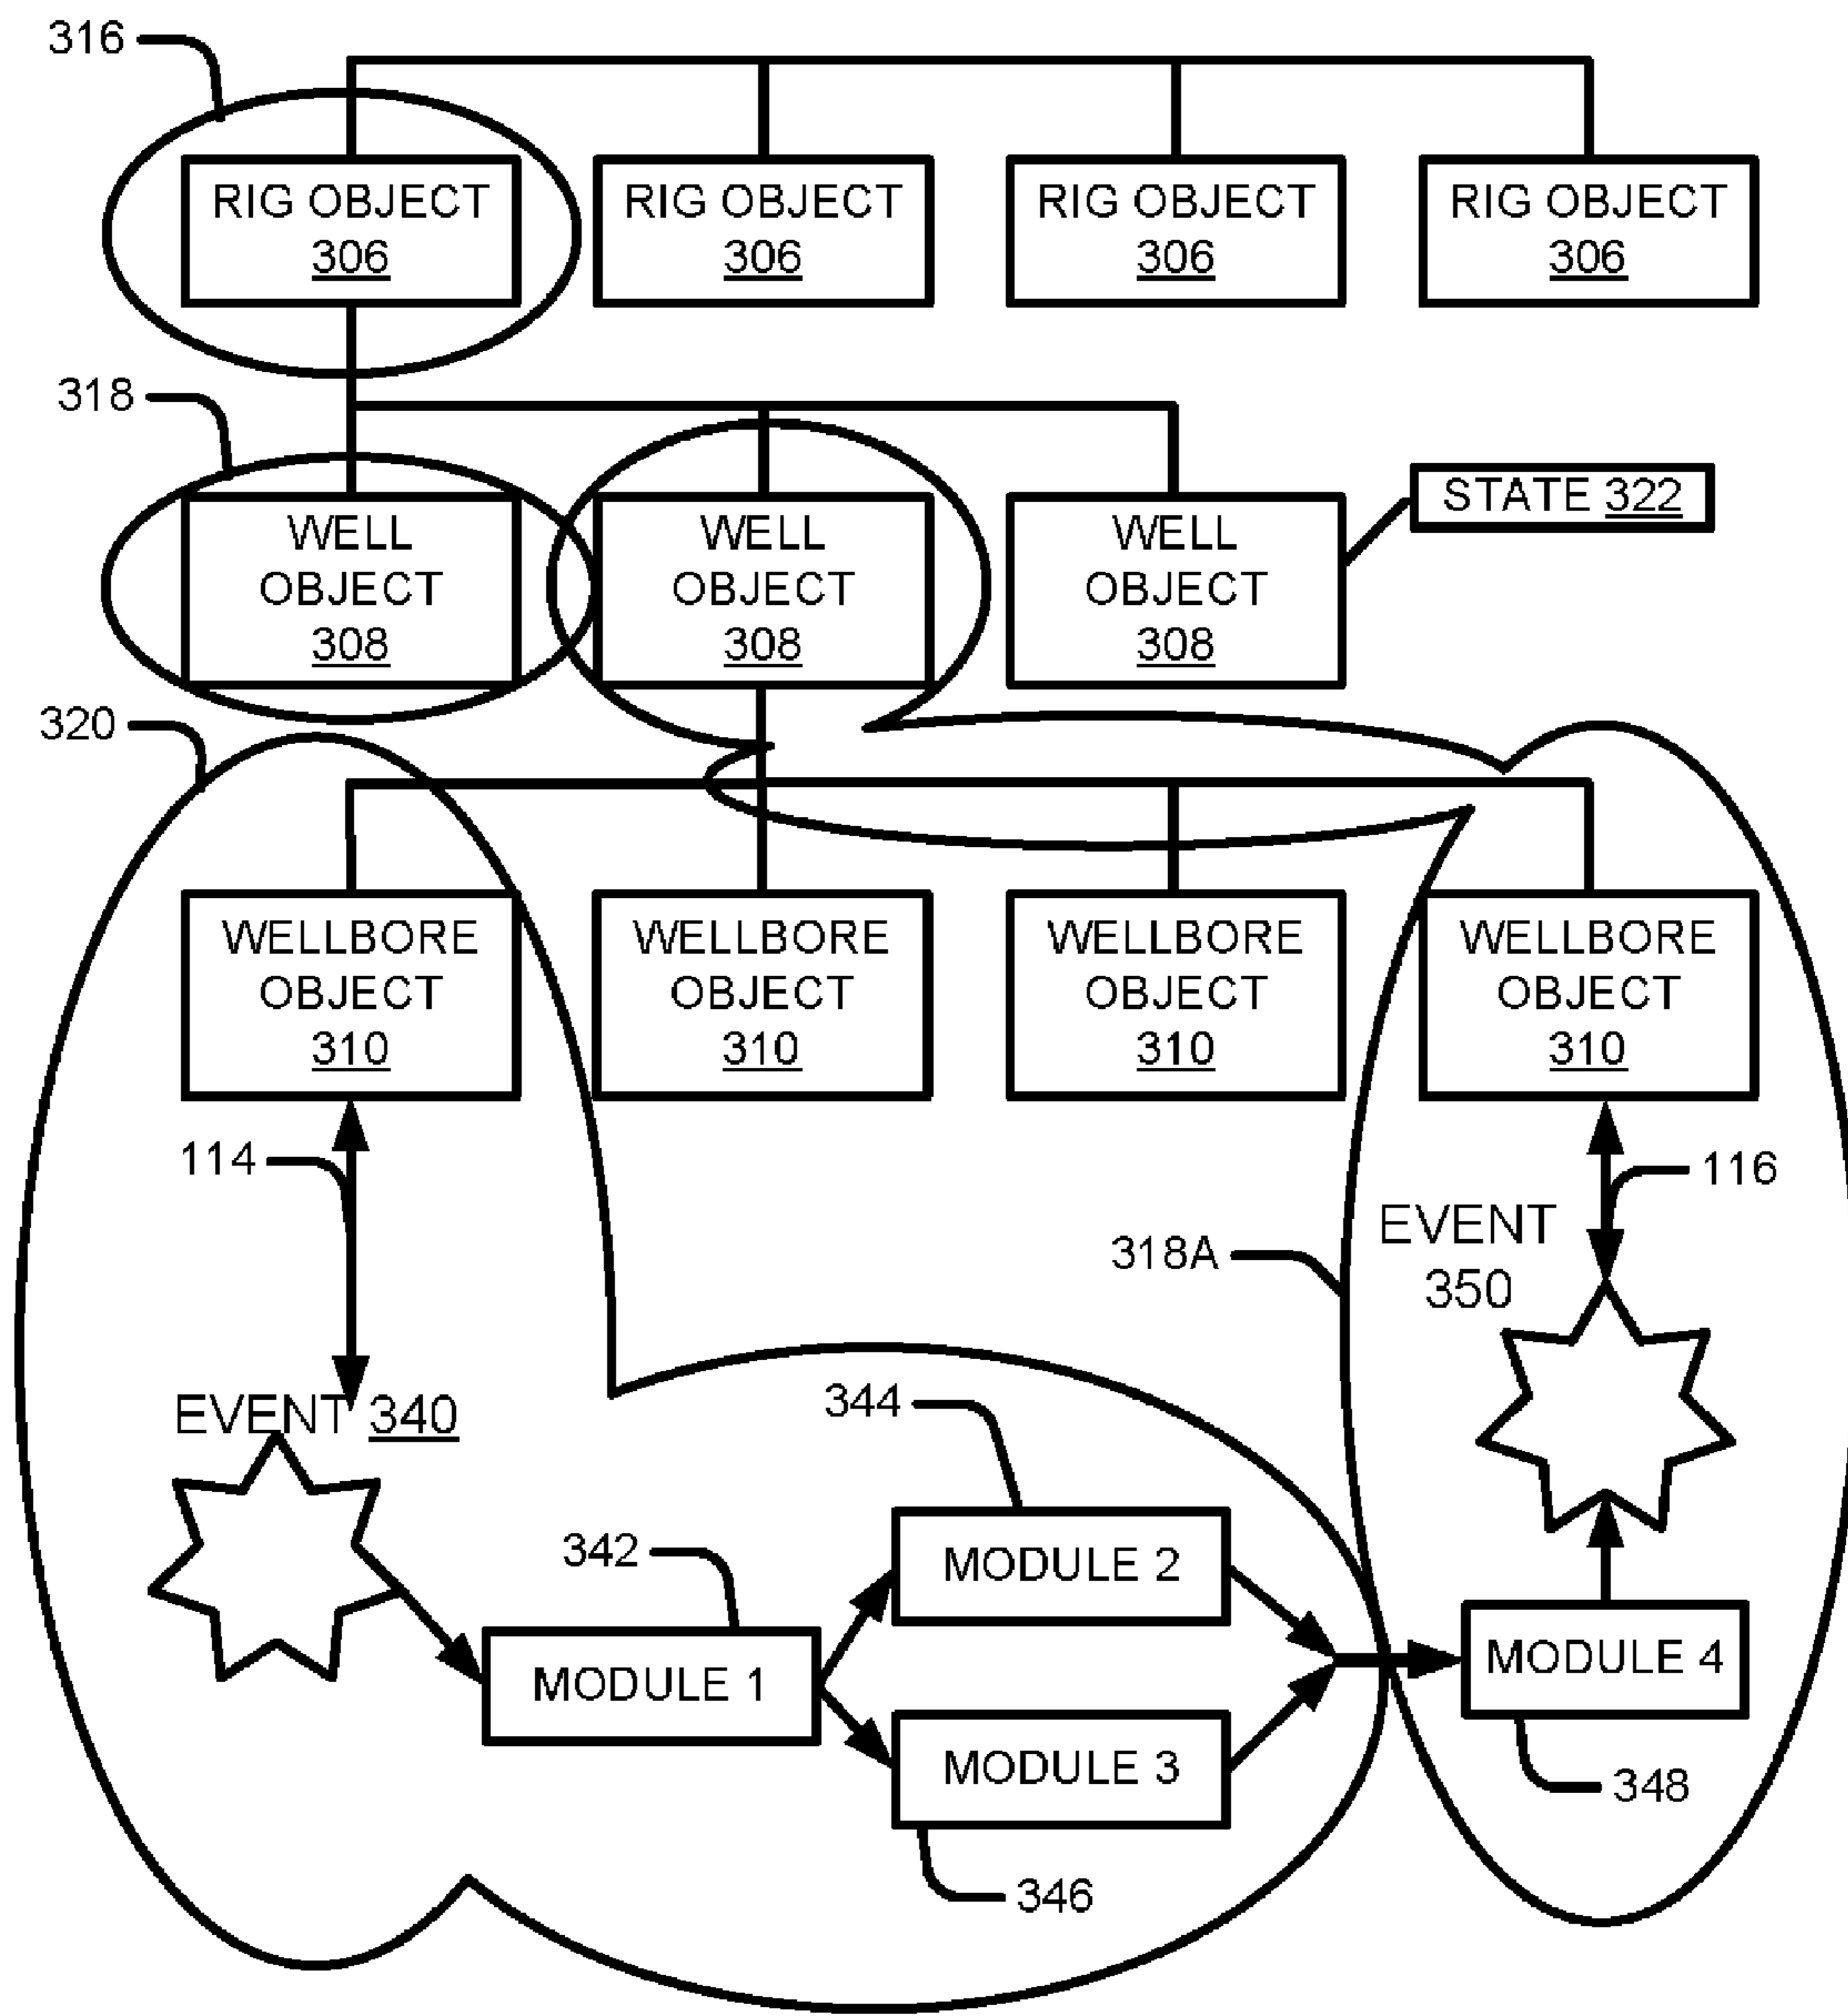 316
RIG OBJECT
306
RIG OBJECT
306
RIG OBJECT
306
RIG OBJECT
306
318
WELL
OBJECT
308
WELL
OBJECT
308
WELL
OBJECT
308
STATE 322
320
WELLBORE
OBJECT
310
WELLBORE
OBJECT
310
WELLBORE
OBJECT
310
WELLBORE
OBJECT
310
114
116
EVENT
350
318A
EVENT 340
344
342
MODULE 2
MODULE 1
MODULE 4
MODULE 3
348
346